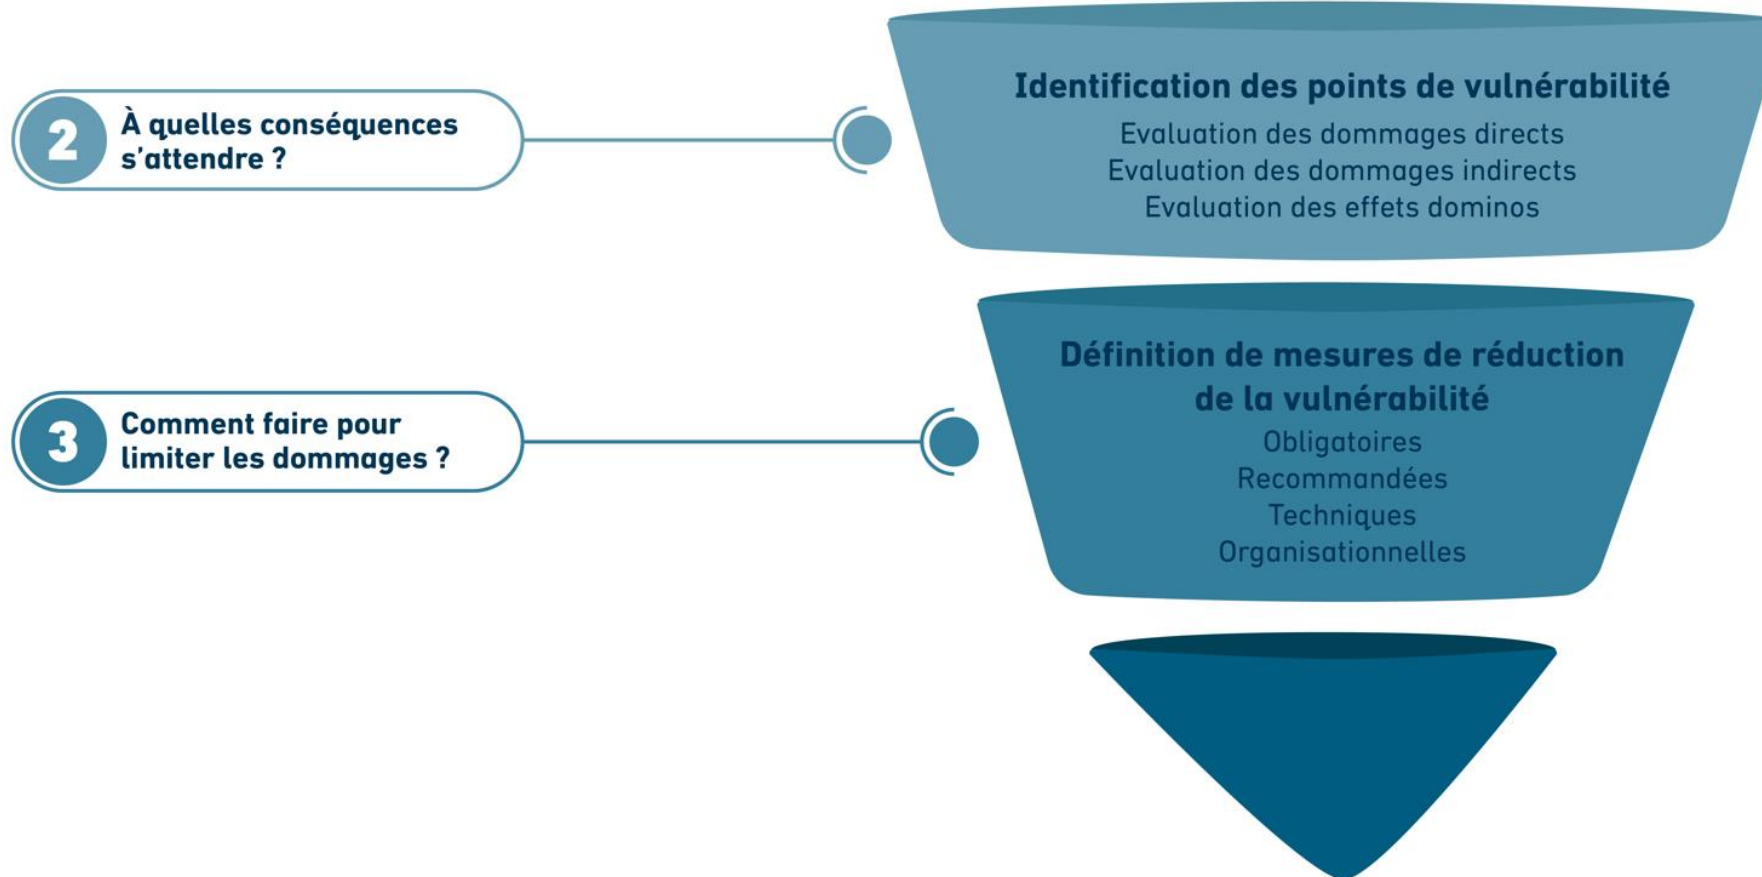 2
À quelles conséquences
s'attendre ?
Identification des points de vulnérabilité
Evaluation des dommages directs
Evaluation des dommages indirects
Evaluation des effets dominos
3
Comment faire pour
limiter les dommages ?
Définition de mesures de réduction
de la vulnérabilité
Obligatoires
Recommandées
Techniques
Organisationnelles